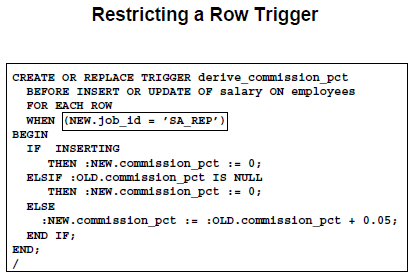 Restricting a Row Trigger
CREATE OR REPLACE TRIGGER derive_commission_pct
BEFORE INSERT OR UPDATE OF salary ON employees
FOR EACH ROW
WHEN (NEW.job_id = 'SA_REP')
BEGIN
IF INSERTING
THEN :NEW.commission_pct := 0;
ELSIF :OLD.commission_pct IS NULL
THEN :NEW.commission_pct := 0;
ELSE
:NEW.commission_pct := :OLD.commission_pct + 0.05;
END IF;
END;
/